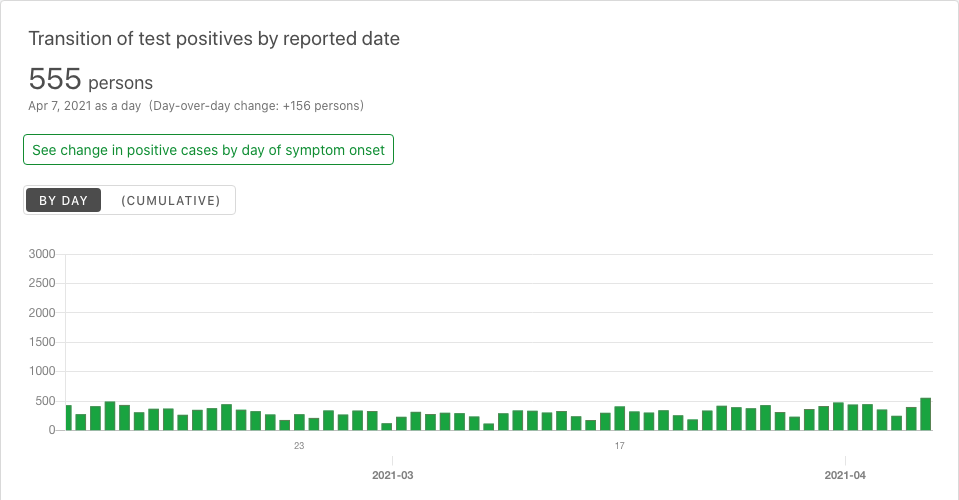 Transition of test positives by reported date
555 persons
Apr 7, 2021 as a day (Day-over-day change: +156 persons)
See change in positive cases by day of symptom onset
BY DAY (CUMULATIVE)
3000
2500
2000
1500
1000
500
0
23 17
2021-03 2021-04